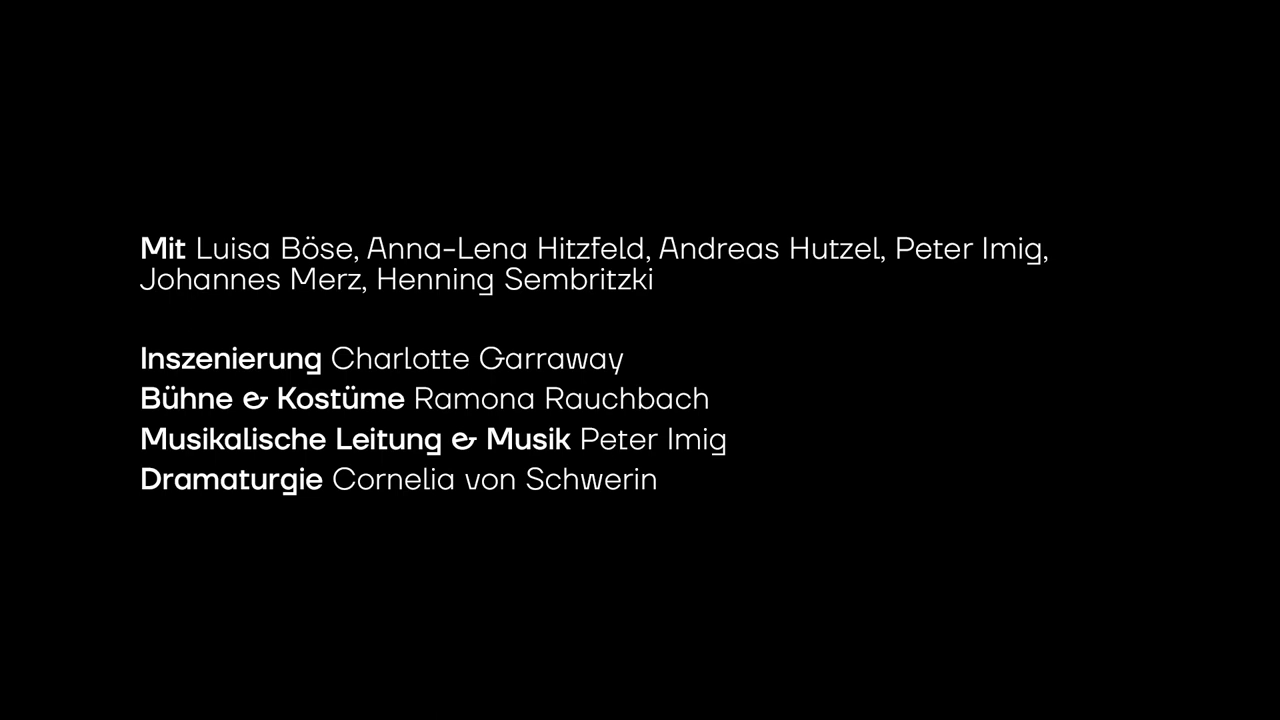 Mit Luisa Böse, Anna-Lena Hitzfeld, Andreas Hutzel, Peter Imig,
Johannes Merz, Henning Sembritzki
Inszenierung Charlotte Garraway
Bühne & Kostüme Ramona Rauchbach
Musikalische Leitung & Musik Peter Imig
Dramaturgie Cornelia von Schwerin